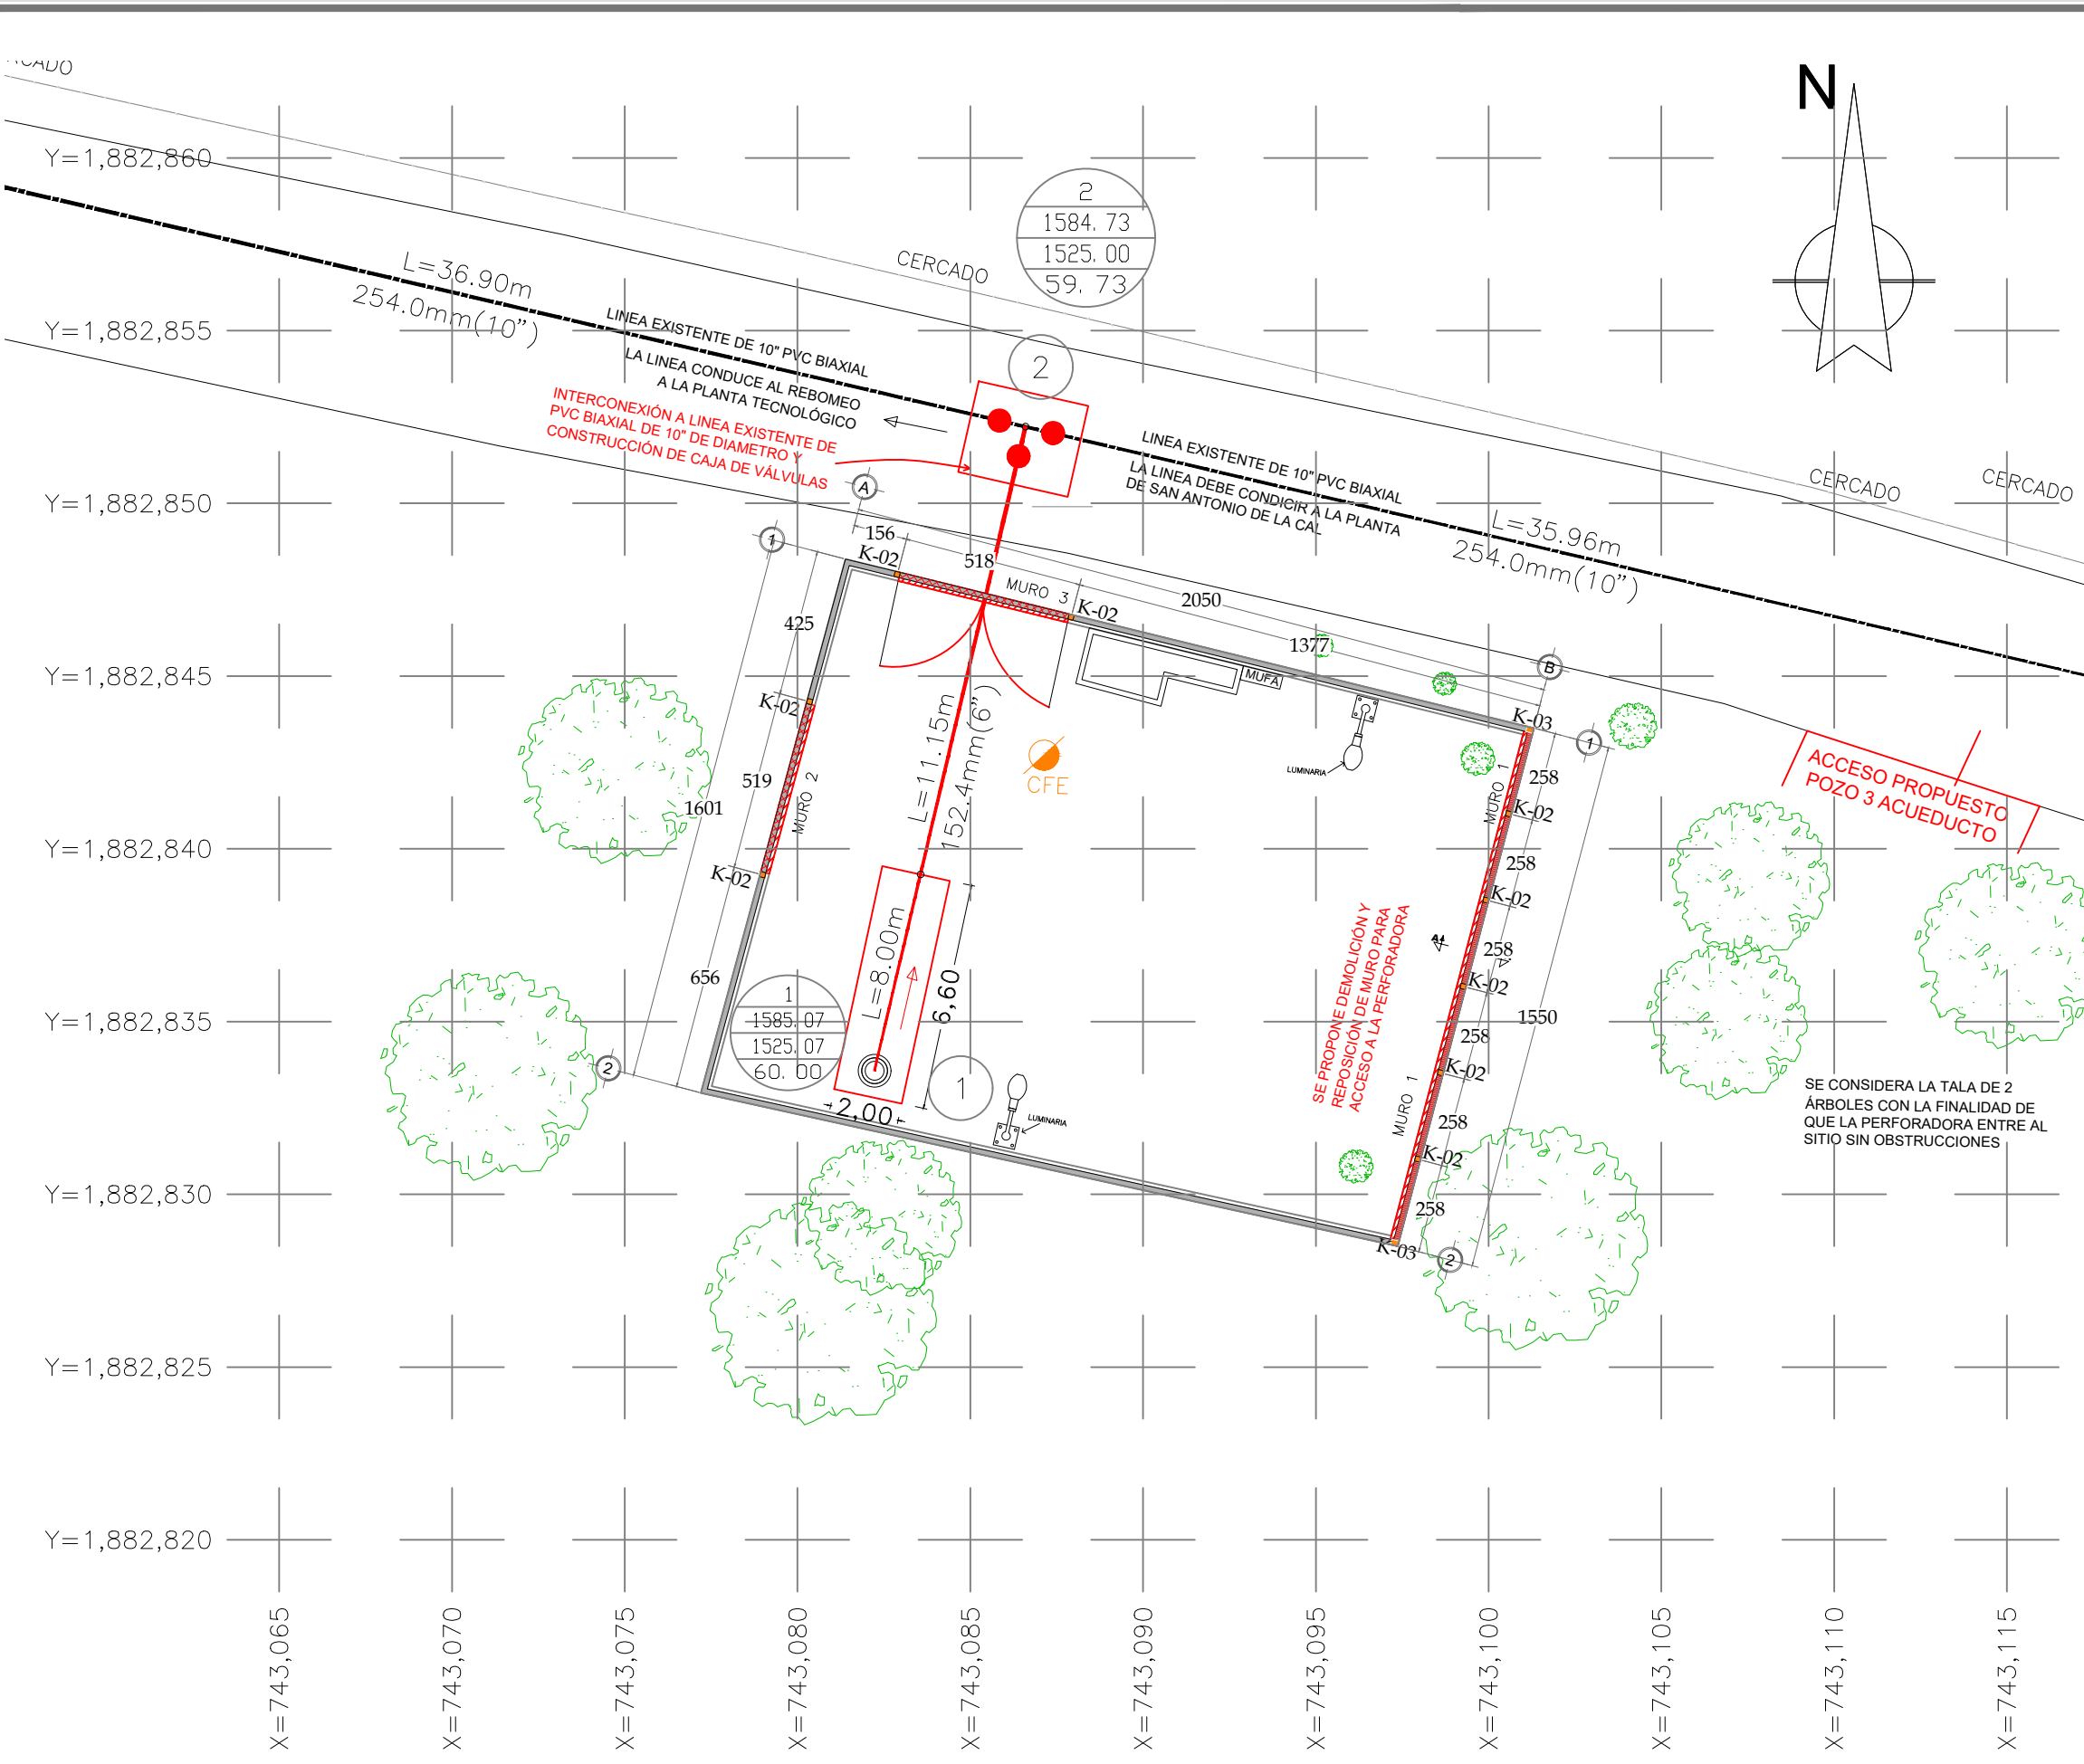 N
Y=1,882,860
2
1584.73
1525.00
59.73
CERCADO
L=36.90m
254.0mm(10")
Y=1,882,855
LINEA EXISTENTE DE 10" PVC BIAXIAL
LA LINEA CONDUCE AL REBOMEO
A LA PLANTA TECNOLÓGICO
2
INTERCONEXIÓN A LINEA EXISTENTE DE
PVC BIAXIAL DE 10" DE DIAMETRO Y
CONSTRUCCIÓN DE CAJA DE VÁLVULAS
LINEA EXISTENTE DE 10" PVC BIAXIAL
LA LINEA DEBE CONDICIR A LA PLANTA
DE SAN ANTONIO DE LA CAL
CERCADO
CERCADO
Y=1,882,850
A
L=35.96m
254.0mm(10")
1
156
K-02
518
MURO 3
K-02
2050
425
1377
Y=1,882,845
B
MUFA
K-02
K-03
1
L=11.15m
152.4mm(6")
CFE
LUMINARIA
519
MURO 2
1601
258
MURO 1
K-02
ACCESO PROPUESTO
POZO 3 ACUEDUCTO
Y=1,882,840
258
K-02
K-02
SE PROPONE DEMOLICIÓN Y
REPOSICIÓN DE MURO PARA
ACCESO A LA PERFORADORA
258
656
L=8.00m
6,60
K-02
1
1585.07
1525.07
60.00
Y=1,882,835
1550
258
2
K-02
1
2,00
LUMINARIA
MURO 1
258
K-02
SE CONSIDERA LA TALA DE 2
ÁRBOLES CON LA FINALIDAD DE
QUE LA PERFORADORA ENTRE AL
SITIO SIN OBSTRUCCIONES
Y=1,882,830
258
K-03
2
Y=1,882,825
Y=1,882,820
X=743,065
X=743,070
X=743,075
X=743,080
X=743,085
X=743,090
X=743,095
X=743,100
X=743,105
X=743,110
X=743,115